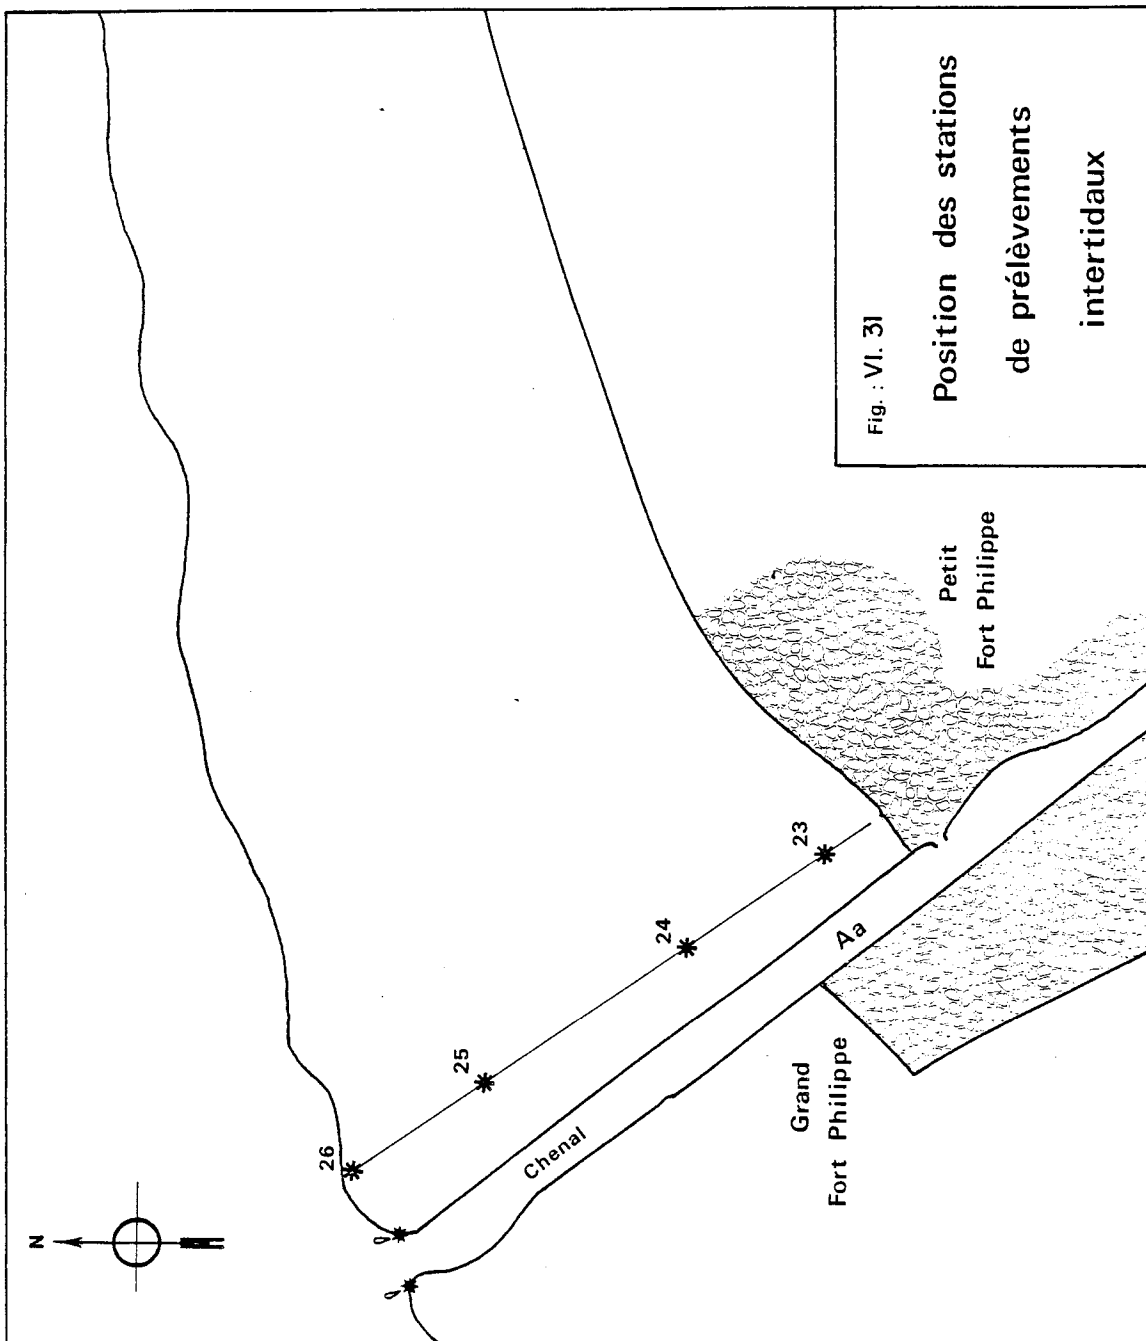 N
26
25
24
23
Chenal
Aa
Grand
Fort Philippe
Petit
Fort Philippe
Fig. : VI. 31
Position des stations
de prélèvements
intertidaux